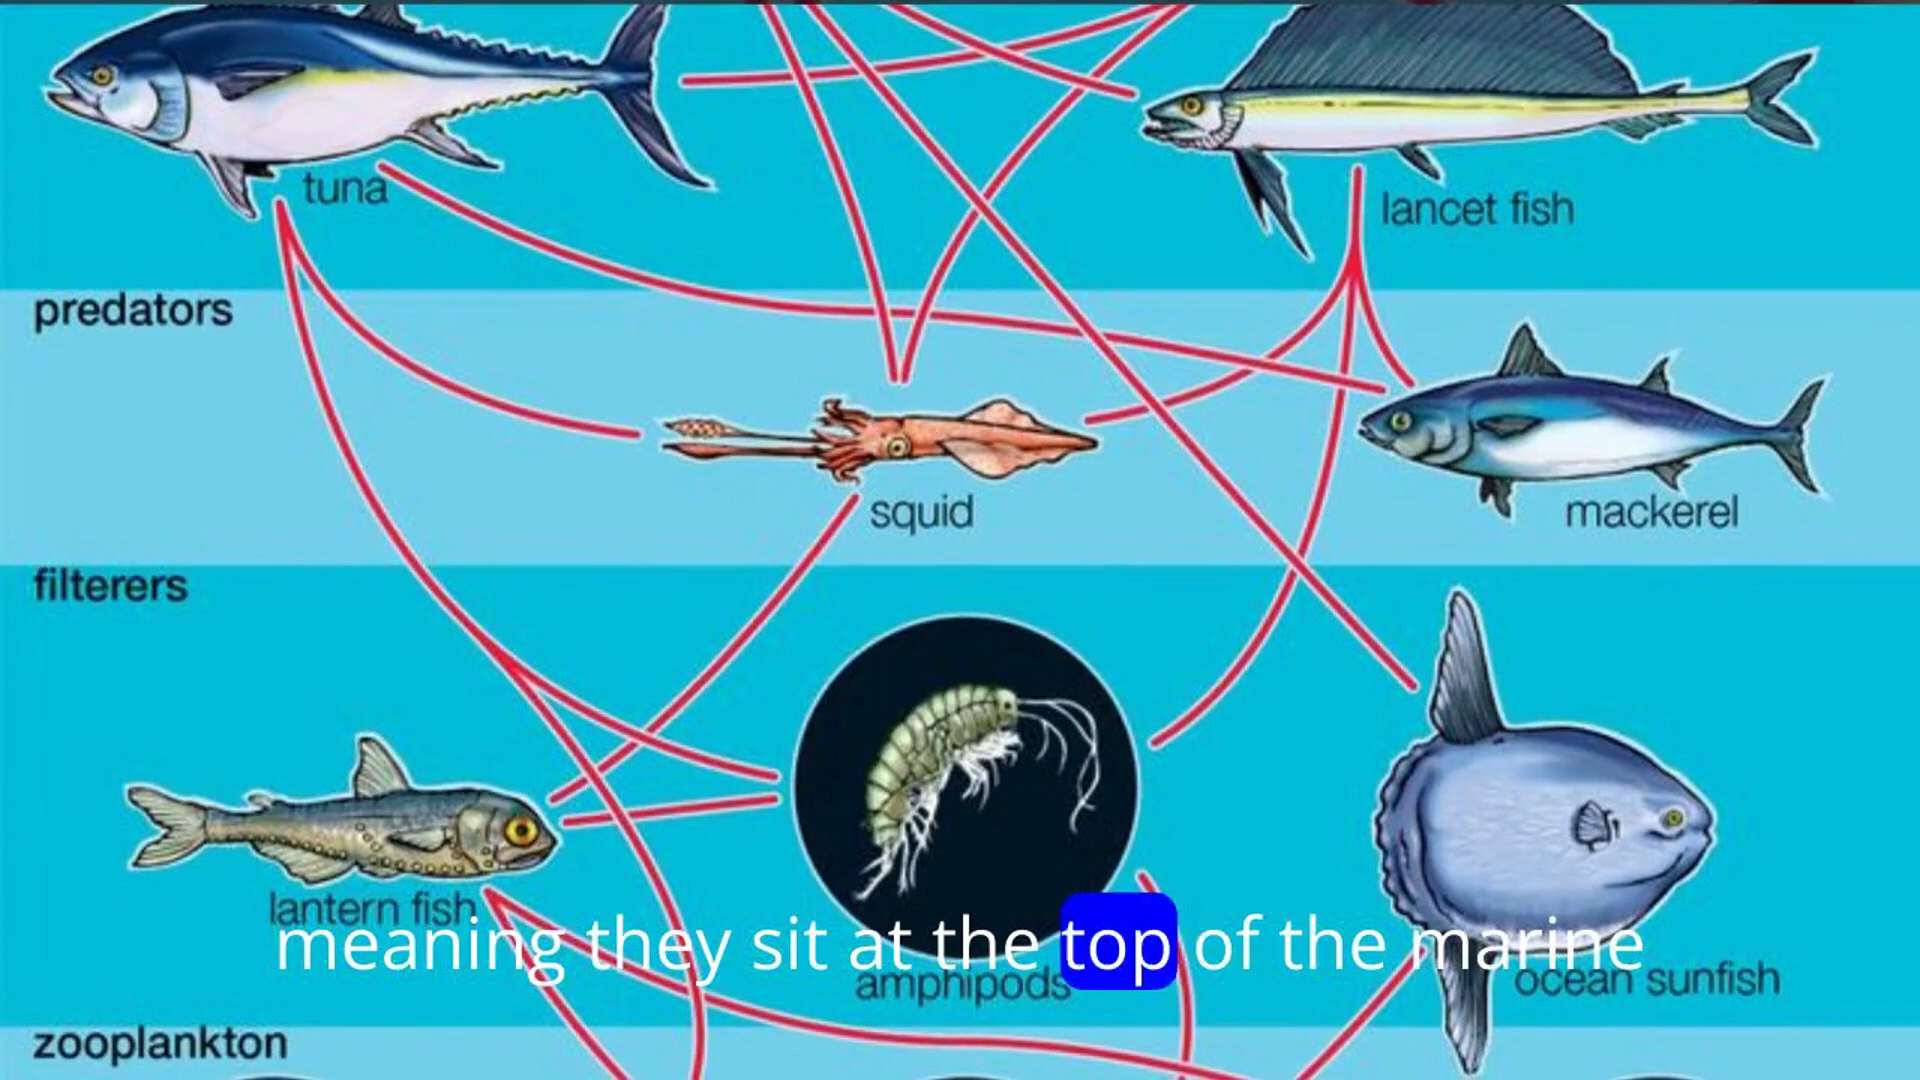 tuna
lancet fish
predators
squid
mackerel
filterers
lantern fish
meaning they sit at the top of the marine
amphipods
ocean sunfish
zooplankton